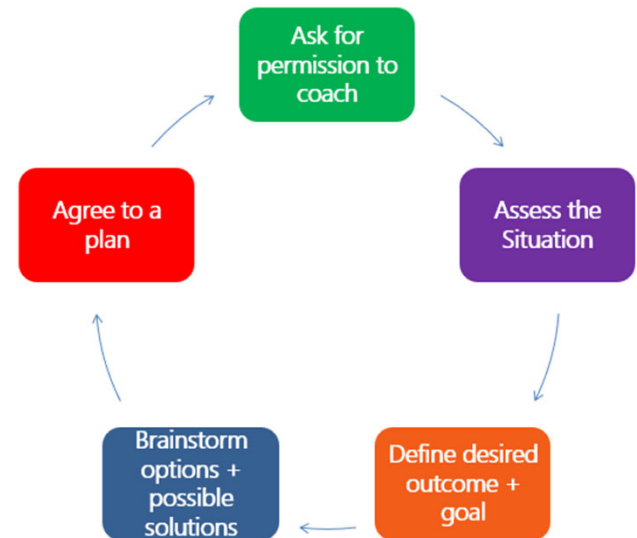 Ask for
permission to
coach
Assess the
Situation
Define desired
outcome +
goal
Brainstorm
options +
possible
solutions
Agree to a
plan